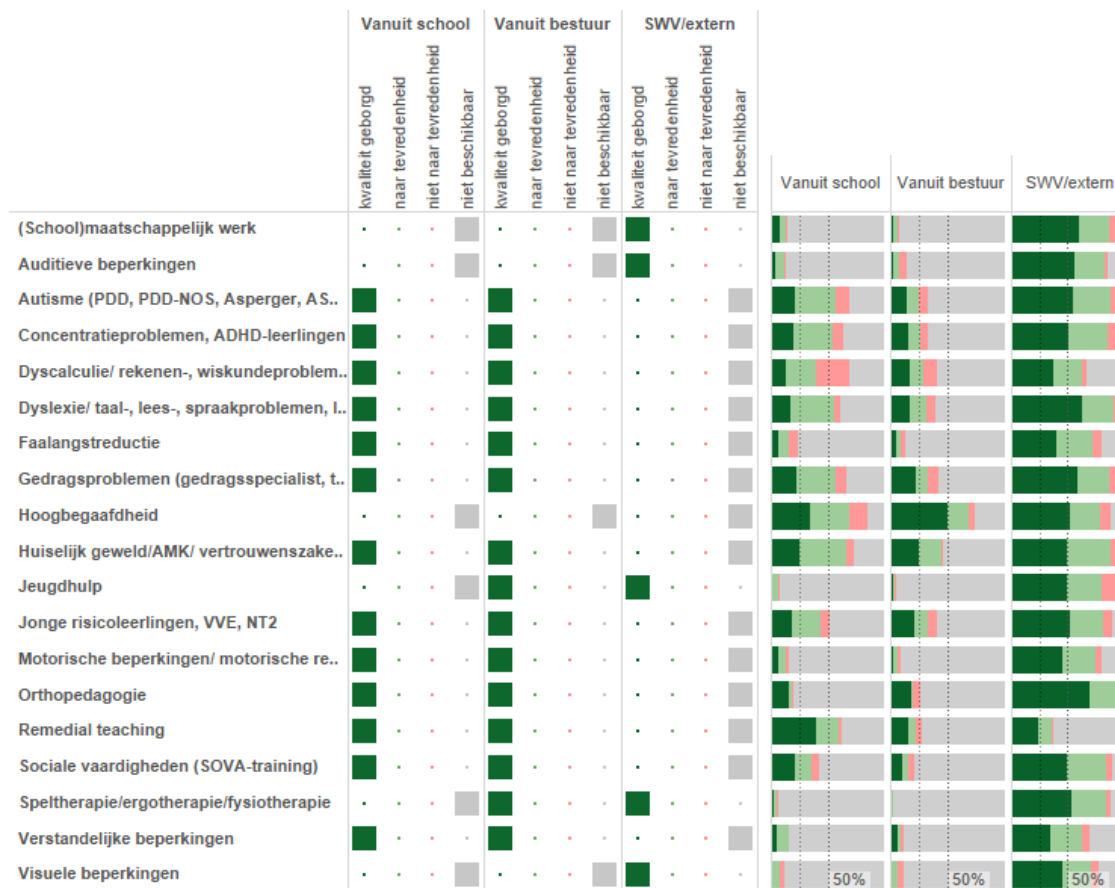 Vanuit school Vanuit bestuur SWV/extern
kwaliteit geborgd
naar tevredenheid
niet naar tevredenheid
niet beschikbaar
kwaliteit geborgd
naar tevredenheid
niet naar tevredenheid
niet beschikbaar
kwaliteit geborgd
naar tevredenheid
niet naar tevredenheid
niet beschikbaar
Vanuit school Vanuit bestuur SWV/extern
(School)maatschappelijk werk
Auditieve beperkingen
Autisme (PDD, PDD-NOS, Asperger, AS..
Concentratieproblemen, ADHD-leerlingen
Dyscalculie/ rekenen-, wiskundeproblem..
Dyslexie/ taal-, lees-, spraakproblemen, l..
Faalangstreductie
Gedragsproblemen (gedragsspecialist, t..
Hoogbegaafdheid
Huiselijk geweld/AMK/ vertrouwenszake..
Jeugdhulp
Jonge risicoleerlingen, VVE, NT2
Motorische beperkingen/ motorische re..
Orthopedagogie
Remedial teaching
Sociale vaardigheden (SOVA-training)
Speltherapie/ergotherapie/fysiotherapie
Verstandelijke beperkingen
Visuele beperkingen
50% 50% 50%